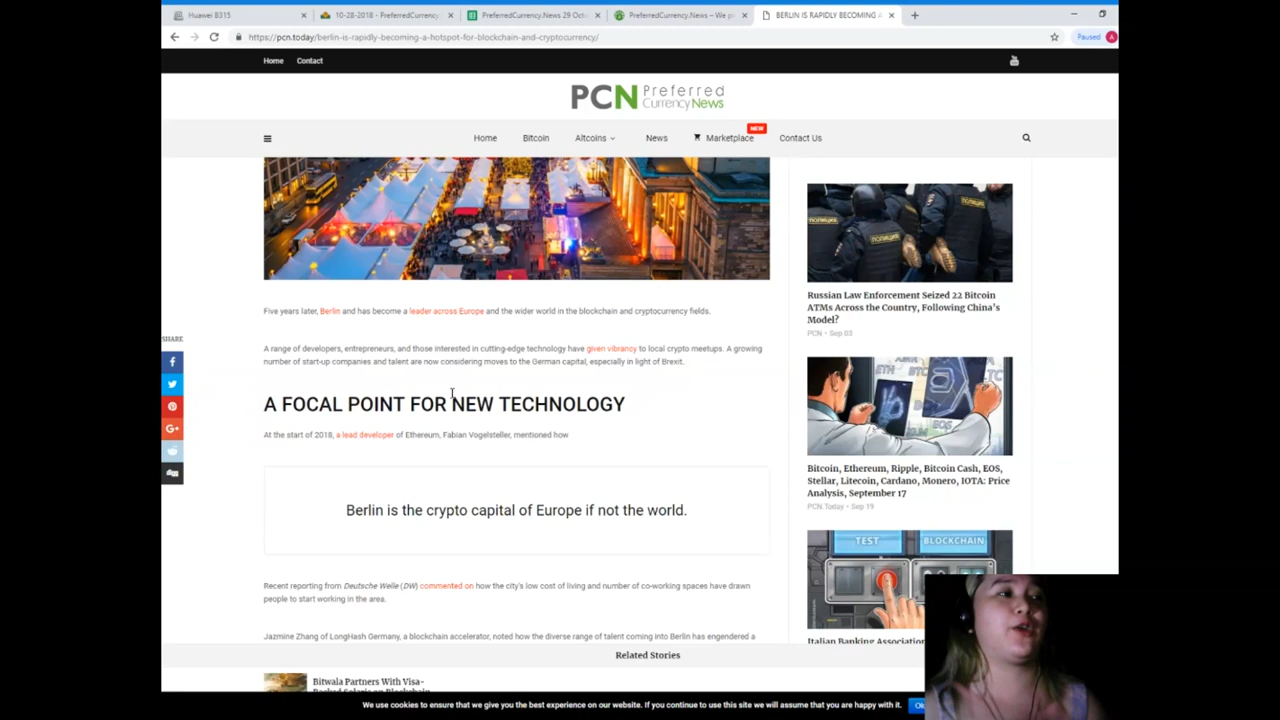 Huawei B315
10-28-2018 - PreferredCurrency
PreferredCurrency.News 29 Octo
PreferredCurrency.News – We p
BERLIN IS RAPIDLY BECOMING A
https://pcn.today/berlin-is-rapidly-becoming-a-hotspot-for-blockchain-and-cryptocurrency/
Paused
A
Home
Contact
PCN Preferred
Currency News
NEW
Home
Bitcoin
Altcoins
News
Marketplace
Contact Us
ПОЛИЦИЯ
ПОЛИЦИЯ
Russian Law Enforcement Seized 22 Bitcoin
ATMs Across the Country, Following China's
Model?
PCN • Sep 03
Five years later, Berlin and has become a leader across Europe and the wider world in the blockchain and cryptocurrency fields.
SHARE
A range of developers, entrepreneurs, and those interested in cutting-edge technology have given vibrancy to local crypto meetups. A growing
number of start-up companies and talent are now considering moves to the German capital, especially in light of Brexit.
A FOCAL POINT FOR NEW TECHNOLOGY
At the start of 2018, a lead developer of Ethereum, Fabian Vogelsteller, mentioned how
ETH
BTC
Bitcoin, Ethereum, Ripple, Bitcoin Cash, EOS,
Stellar, Litecoin, Cardano, Monero, IOTA: Price
Analysis, September 17
PCN.Today • Sep 19
Berlin is the crypto capital of Europe if not the world.
TEST
BLOCKCHAIN
Recent reporting from Deutsche Welle (DW) commented on how the city's low cost of living and number of co-working spaces have drawn
people to start working in the area.
Jazmine Zhang of LongHash Germany, a blockchain accelerator, noted how the diverse range of talent coming into Berlin has engendered a
Italian Banking Association
Related Stories
Bitwala Partners With Visa-
Backed Solaris on Blockchain
We use cookies to ensure that we give you the best experience on our website. If you continue to use this site we will assume that you are happy with it.
Ok